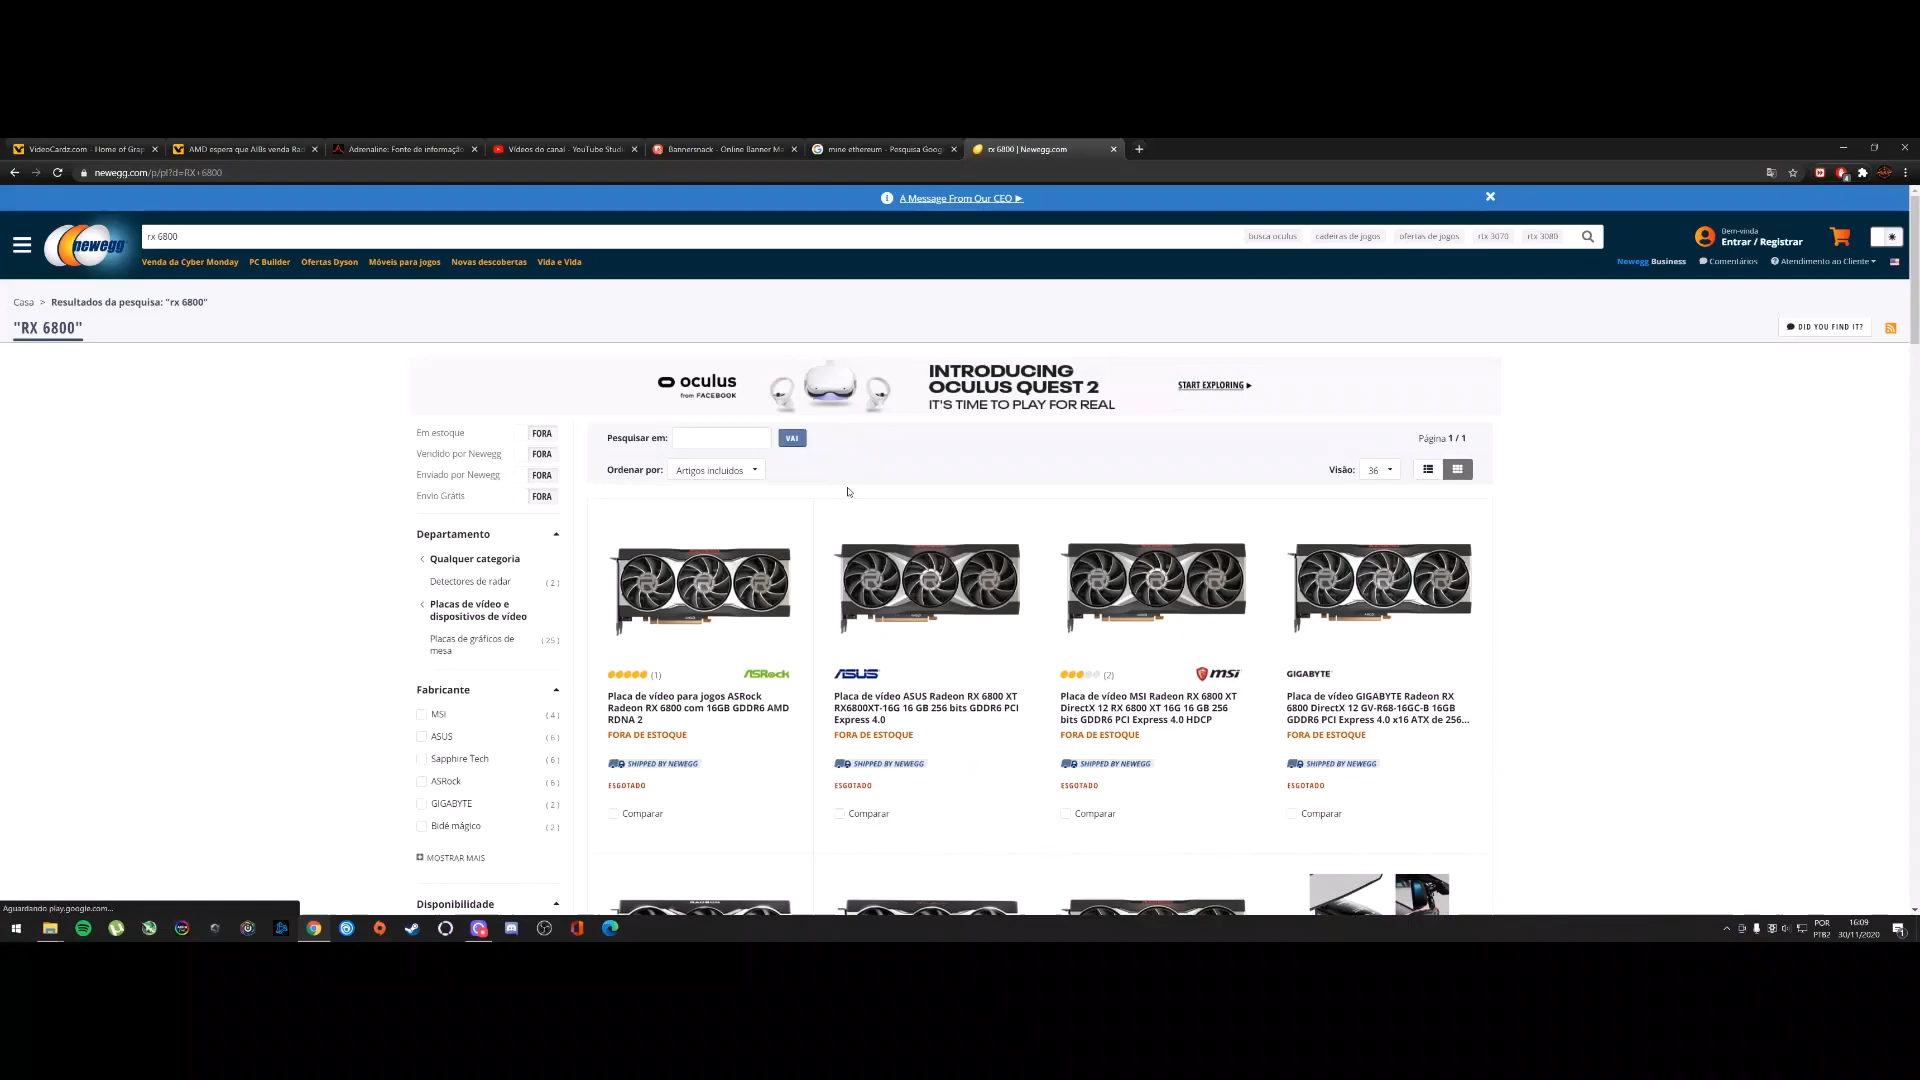 VideoCardz.com - Home of Grap
AMD espera que AIBs venda Rad
Adrenaline: Fonte de informaçã
Vídeos do canal - YouTube Studi
Bannersnack - Online Banner M
mine ethereum - Pesquisa Goog
rx 6800 | Newegg.com
newegg.com/p/pl?d=RX+6800
A Message From Our CEO ▶
newegg
rx 6800
busca oculus
cadeiras de jogos
ofertas de jogos
rtx 3070
rtx 3080
Bem-vinda
Entrar / Registrar
Venda da Cyber Monday
PC Builder
Ofertas Dyson
Móveis para jogos
Novas descobertas
Vida e Vida
Newegg Business
Comentários
Atendimento ao Cliente
Casa > Resultados da pesquisa: "rx 6800"
"RX 6800"
DID YOU FIND IT?
oculus
from FACEBOOK
INTRODUCING
OCULUS QUEST 2
IT'S TIME TO PLAY FOR REAL
START EXPLORING ▶
Em estoque FORA
Vendido por Newegg FORA
Enviado por Newegg FORA
Envio Grátis FORA
Departamento
Qualquer categoria
Detectores de radar (2)
Placas de vídeo e
dispositivos de vídeo
Placas de gráficos de
mesa (25)
Fabricante
MSI (4)
ASUS (6)
Sapphire Tech (6)
ASRock (6)
GIGABYTE (2)
Bidé mágico (2)
MOSTRAR MAIS
Disponibilidade
Pesquisar em: VAI
Página 1 / 1
Ordenar por: Artigos incluídos
Visão: 36
(1) ASRock
Placa de vídeo para jogos ASRock
Radeon RX 6800 com 16GB GDDR6 AMD
RDNA 2
FORA DE ESTOQUE
SHIPPED BY NEWEGG
ESGOTADO
Comparar
ASUS
Placa de vídeo ASUS Radeon RX 6800 XT
RX6800XT-16G 16 GB 256 bits GDDR6 PCI
Express 4.0
FORA DE ESTOQUE
SHIPPED BY NEWEGG
ESGOTADO
Comparar
(2) msi
Placa de vídeo MSI Radeon RX 6800 XT
DirectX 12 RX 6800 XT 16G 16 GB 256
bits GDDR6 PCI Express 4.0 HDCP
FORA DE ESTOQUE
SHIPPED BY NEWEGG
ESGOTADO
Comparar
GIGABYTE
Placa de vídeo GIGABYTE Radeon RX
6800 DirectX 12 GV-R68-16GC-B 16GB
GDDR6 PCI Express 4.0 x16 ATX de 256...
FORA DE ESTOQUE
SHIPPED BY NEWEGG
ESGOTADO
Comparar
Aguardando play.google.com...
POR
PTB2
16:09
30/11/2020